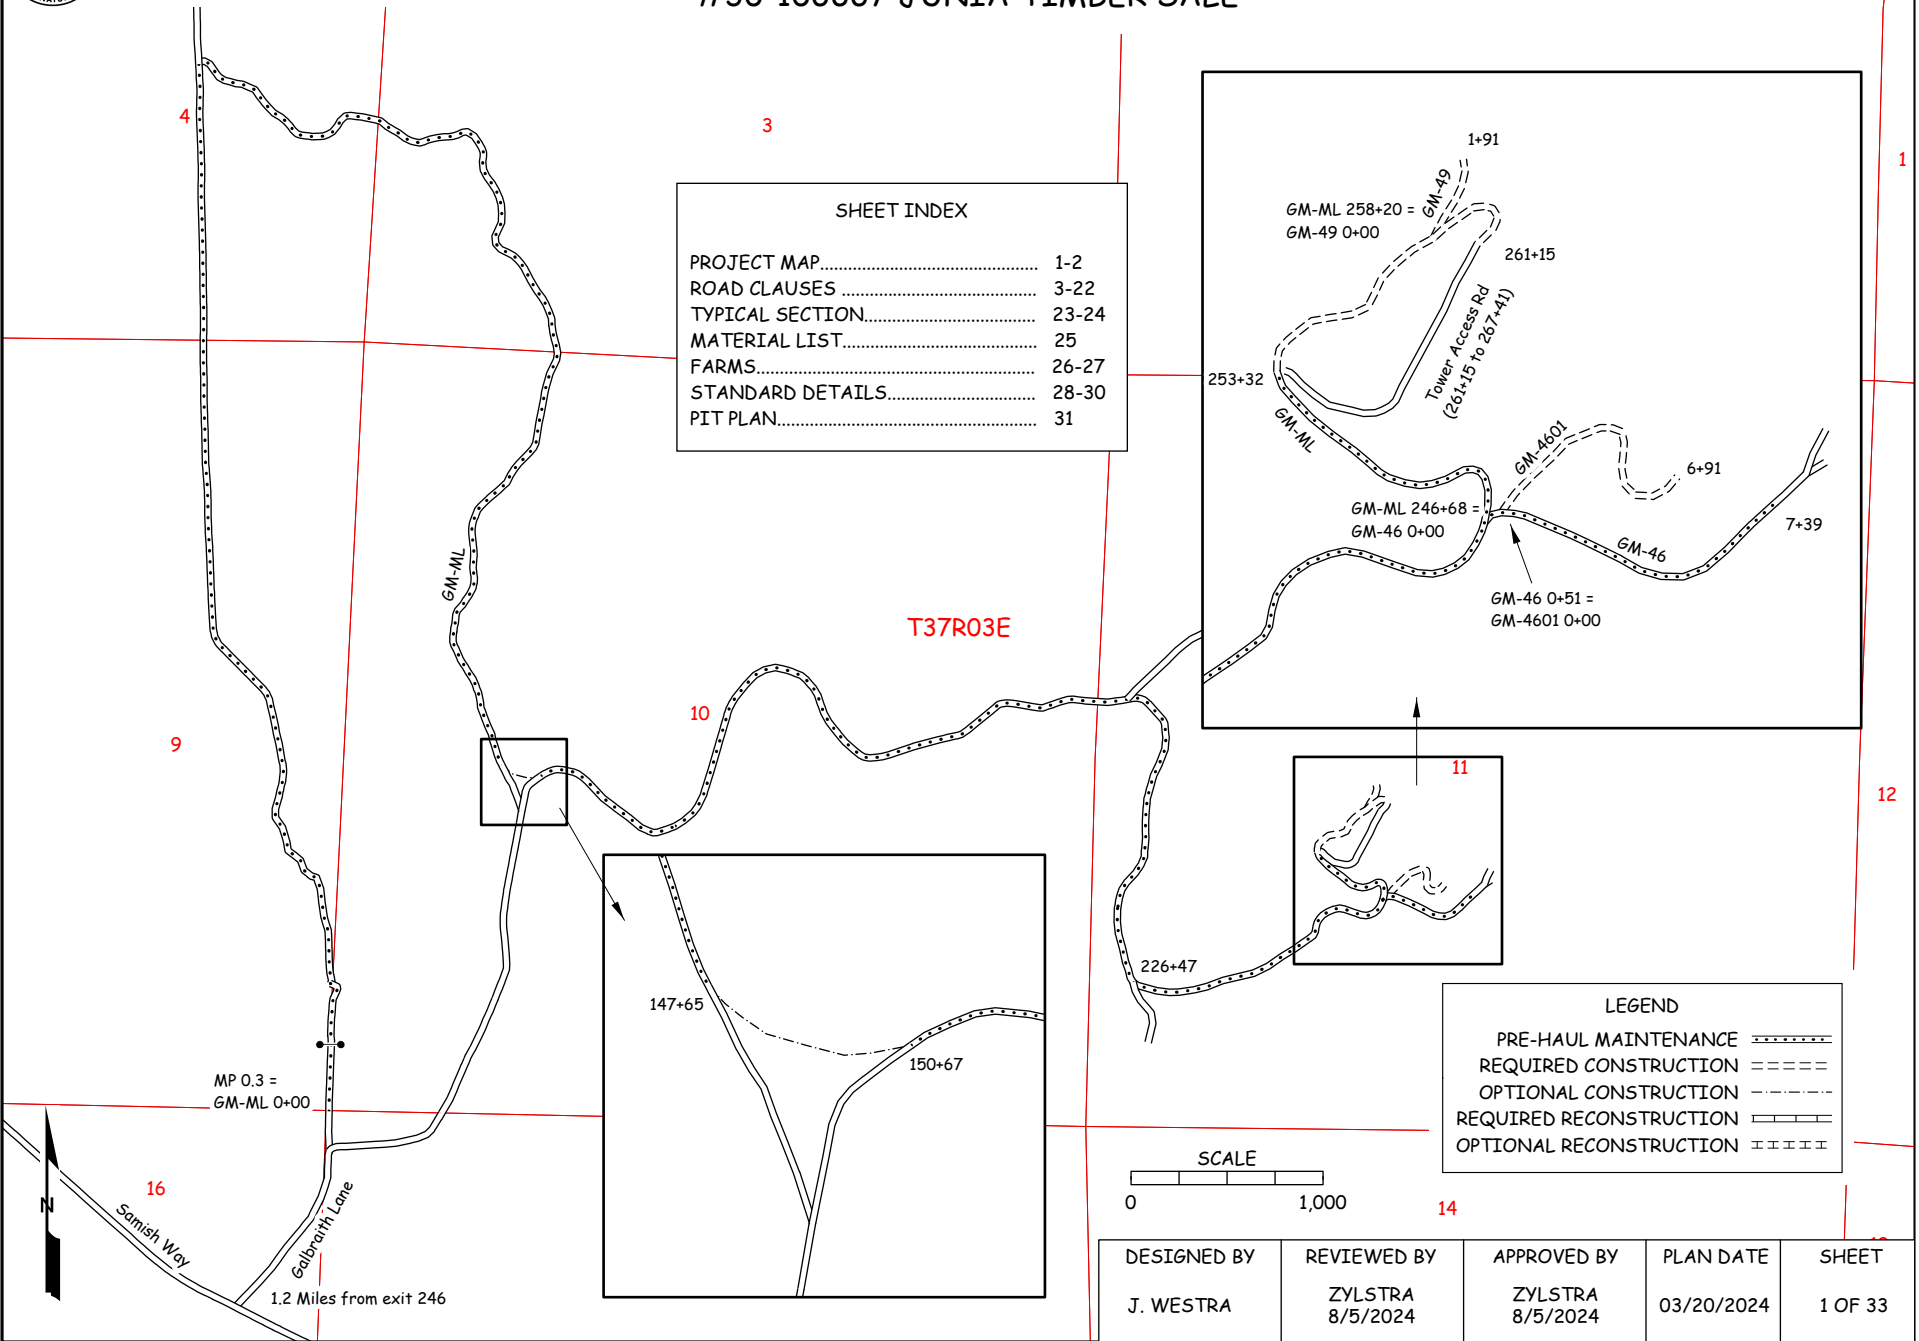 #30-106667 JONIA TIMBER SALE
4
3
1
SHEET INDEX
PROJECT MAP............................................... 1-2
ROAD CLAUSES .......................................... 3-22
TYPICAL SECTION..................................... 23-24
MATERIAL LIST.......................................... 25
FARMS............................................................ 26-27
STANDARD DETAILS................................ 28-30
PIT PLAN........................................................ 31
1+91
GM-49
GM-ML 258+20 =
GM-49 0+00
261+15
Tower Access Rd
(261+15 to 267+41)
253+32
GM-ML
GM-4601
6+91
GM-ML 246+68 =
GM-46 0+00
7+39
GM-46
GM-46 0+51 =
GM-4601 0+00
GM-ML
T37R03E
10
9
11
12
226+47
147+65
150+67
MP 0.3 =
GM-ML 0+00
LEGEND
PRE-HAUL MAINTENANCE
REQUIRED CONSTRUCTION
OPTIONAL CONSTRUCTION
REQUIRED RECONSTRUCTION
OPTIONAL RECONSTRUCTION
SCALE
0 1,000
16
14
N
Samish Way
Galbraith Lane
1.2 Miles from exit 246
DESIGNED BY
J. WESTRA
REVIEWED BY
ZYLSTRA
8/5/2024
APPROVED BY
ZYLSTRA
8/5/2024
PLAN DATE
03/20/2024
SHEET
1 OF 33